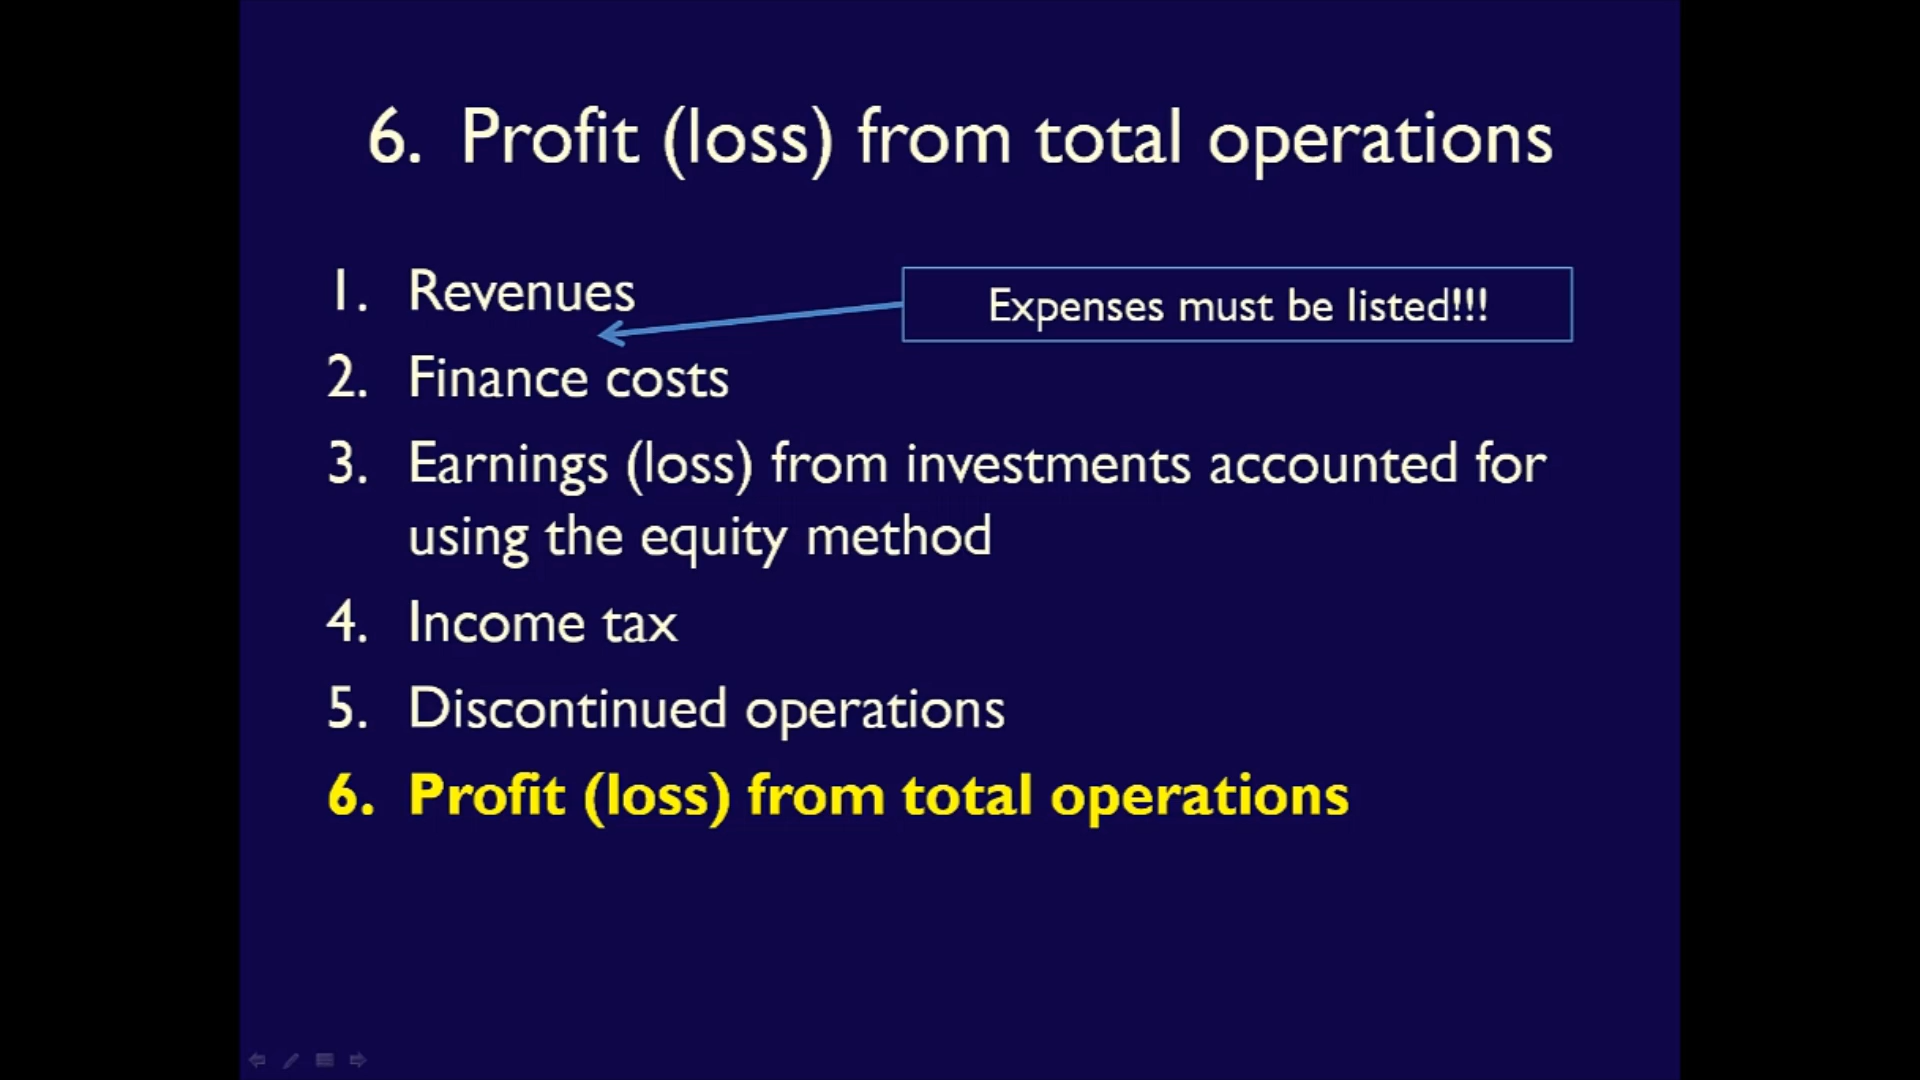 6. Profit (loss) from total operations
1. Revenues
Expenses must be listed!!!
2. Finance costs
3. Earnings (loss) from investments accounted for
using the equity method
4. Income tax
5. Discontinued operations
6. Profit (loss) from total operations